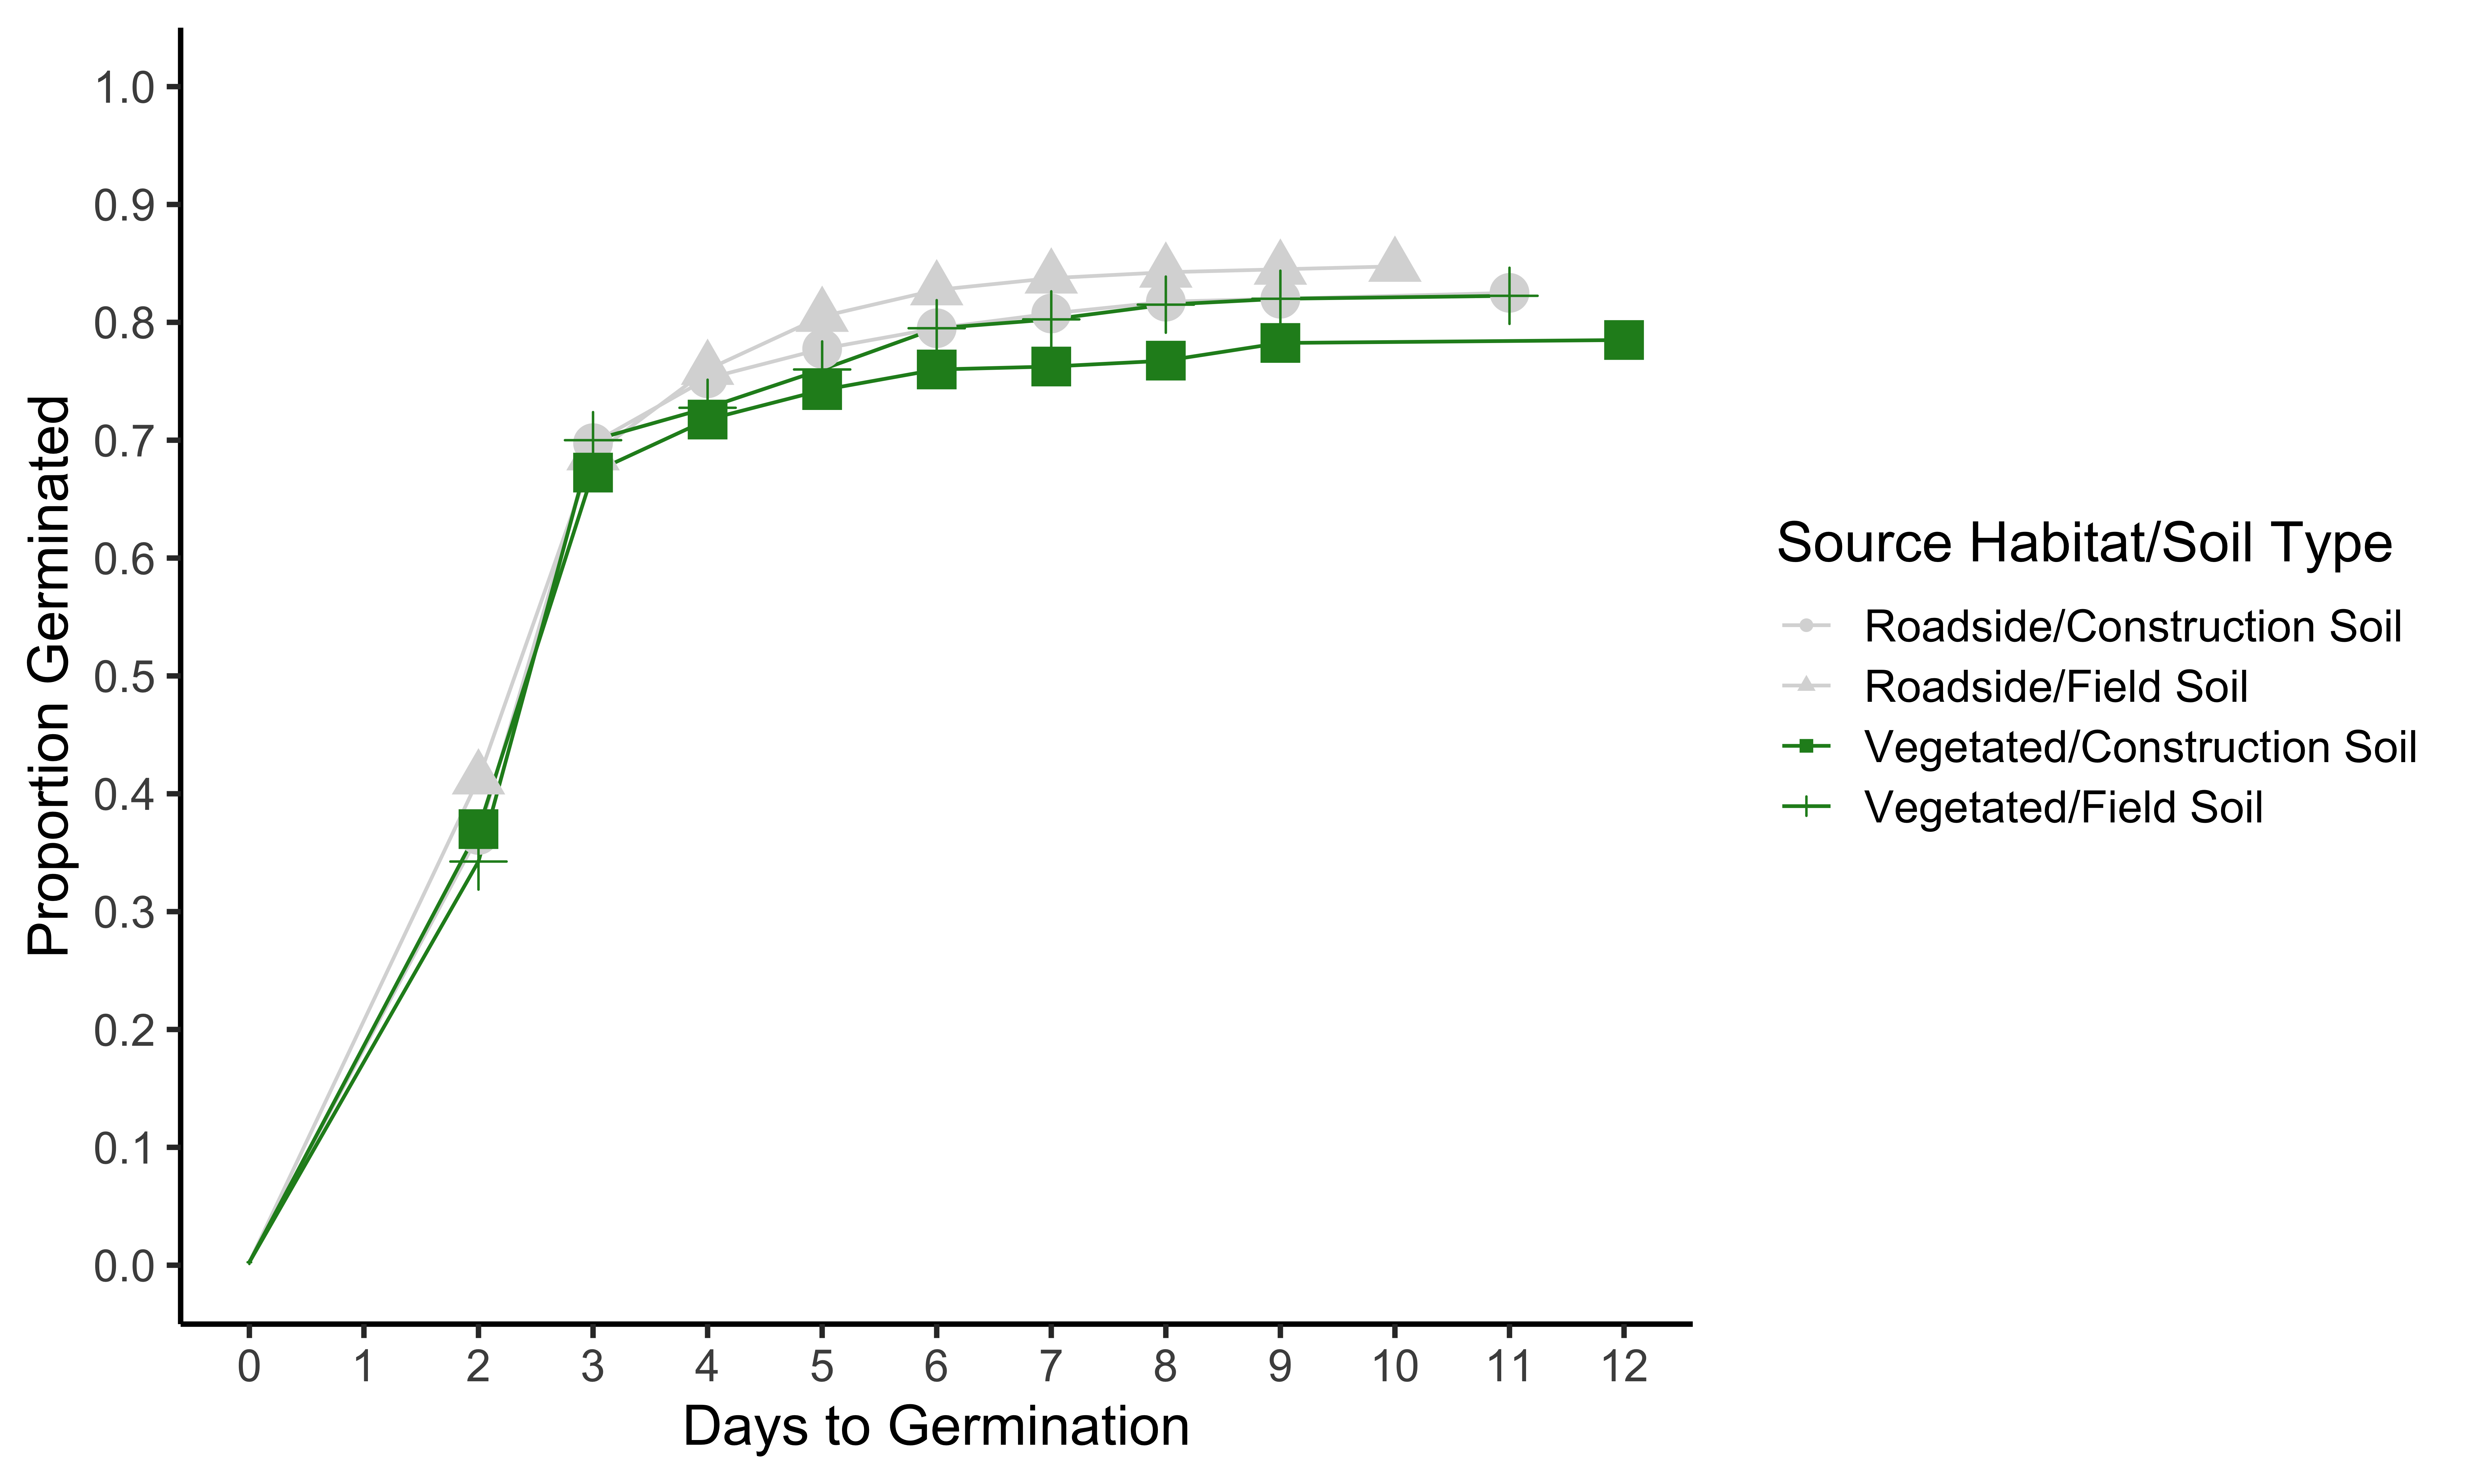 1.0
0.9
0.8
0.7
0.6
0.5
0.4
0.3
0.2
0.1
0.0
Proportion Germinated
0 1 2 3 4 5 6 7 8 9 10 11 12
Days to Germination
Source Habitat/Soil Type
Roadside/Construction Soil
Roadside/Field Soil
Vegetated/Construction Soil
Vegetated/Field Soil